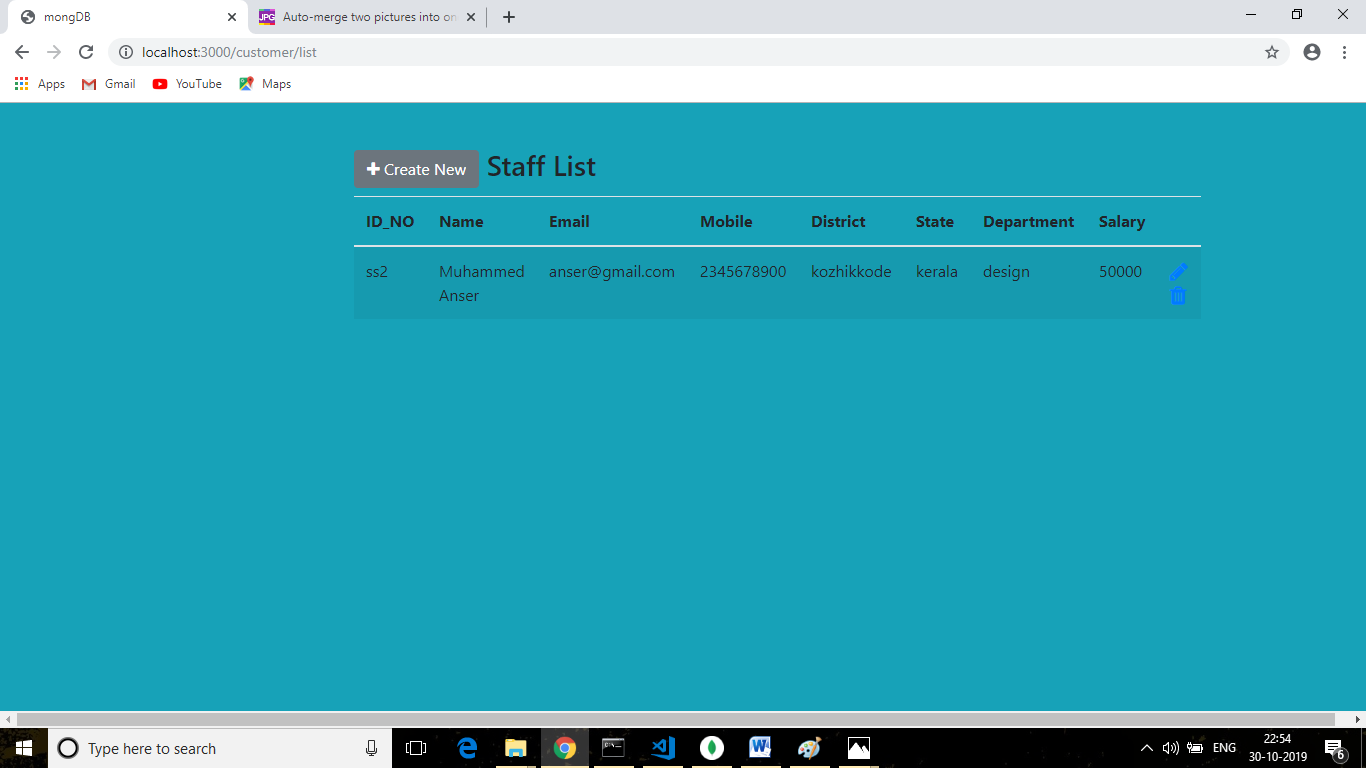 mongDB
Auto-merge two pictures into on
localhost:3000/customer/list
Apps Gmail YouTube Maps
Create New Staff List
ID_NO Name Email Mobile District State Department Salary
ss2 Muhammed anser@gmail.com 2345678900 kozhikkode kerala design 50000
Anser
Type here to search
ENG 22:54
30-10-2019 6